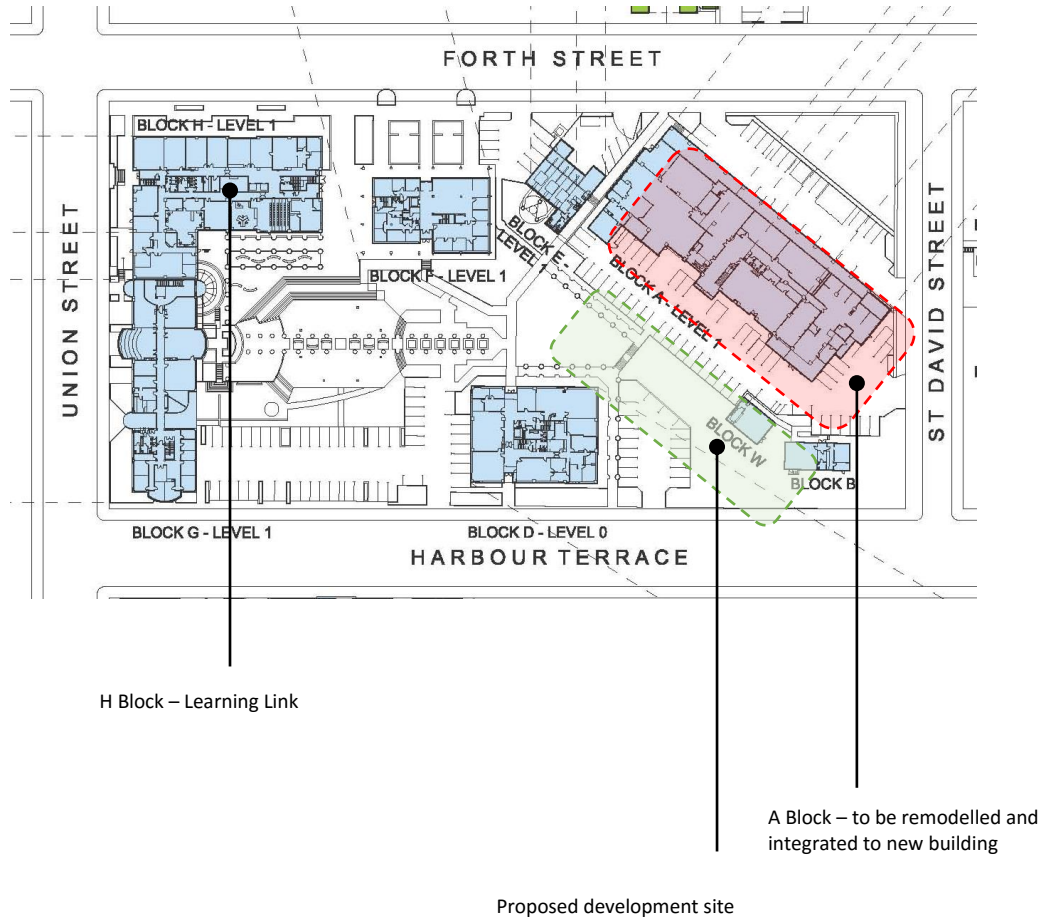 FORTH STREET
BLOCK H - LEVEL 1
UNION STREET
BLOCK F - LEVEL 1
BLOCK E -
LEVEL 1
BLOCK A - LEVEL 1
ST DAVID STREET
BLOCK W
BLOCK B
BLOCK G - LEVEL 1
BLOCK D - LEVEL 0
HARBOUR TERRACE
H Block – Learning Link
A Block – to be remodelled and
integrated to new building
Proposed development site